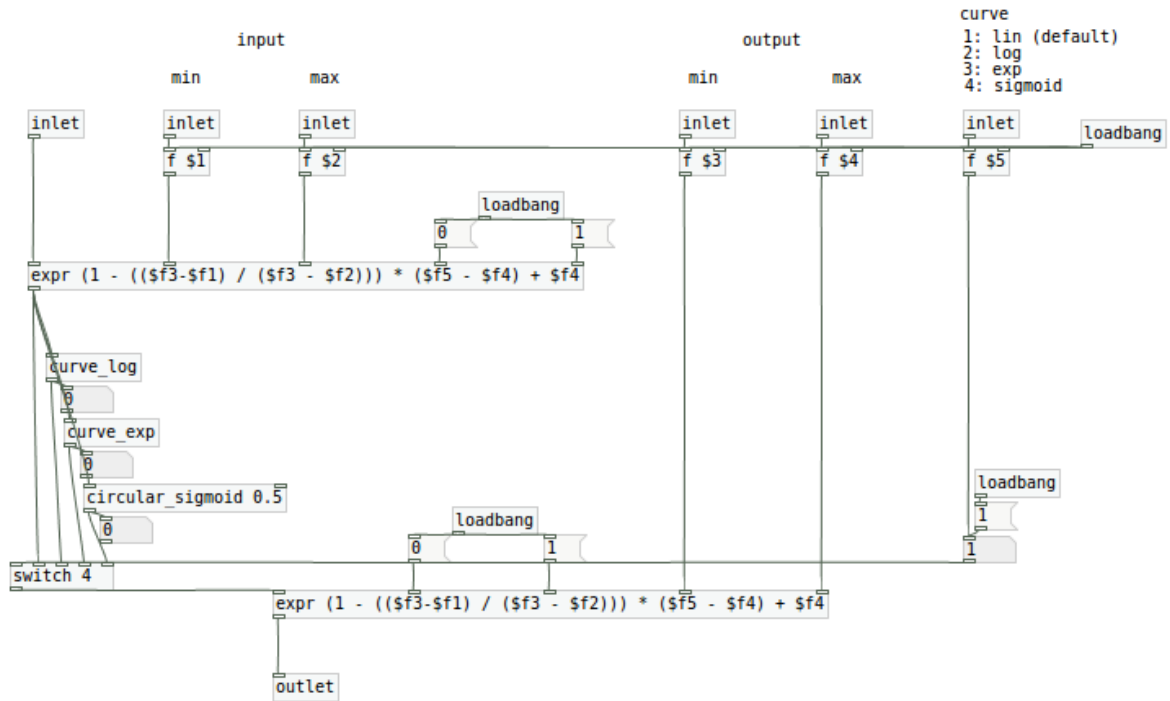 curve
input
output
1: lin (default)
2: log
3: exp
4: sigmoid
min
max
min
max
inlet
inlet
inlet
inlet
inlet
inlet
loadbang
f $1
f $2
f $3
f $4
f $5
loadbang
0
1
expr (1 - (($f3-$f1) / ($f3 - $f2))) * ($f5 - $f4) + $f4
curve_log
0
curve_exp
0
circular_sigmoid 0.5
0
loadbang
1
loadbang
0
1
1
switch 4
expr (1 - (($f3-$f1) / ($f3 - $f2))) * ($f5 - $f4) + $f4
outlet